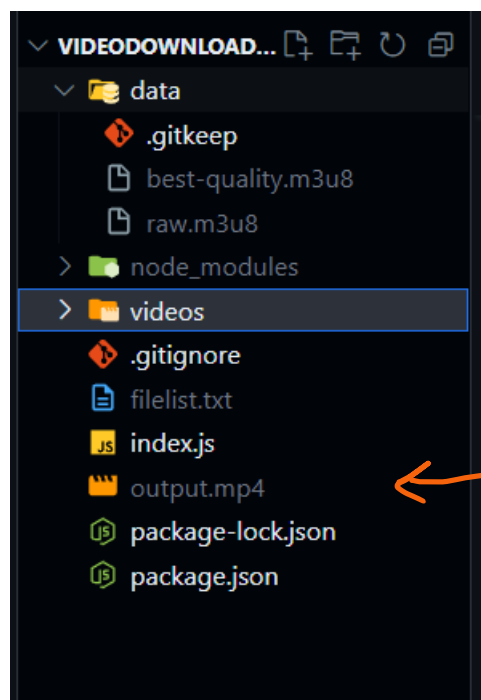 VIDEODOWNLOAD...
data
.gitkeep
best-quality.m3u8
raw.m3u8
node_modules
videos
.gitignore
filelist.txt
JS index.js
output.mp4
package-lock.json
package.json